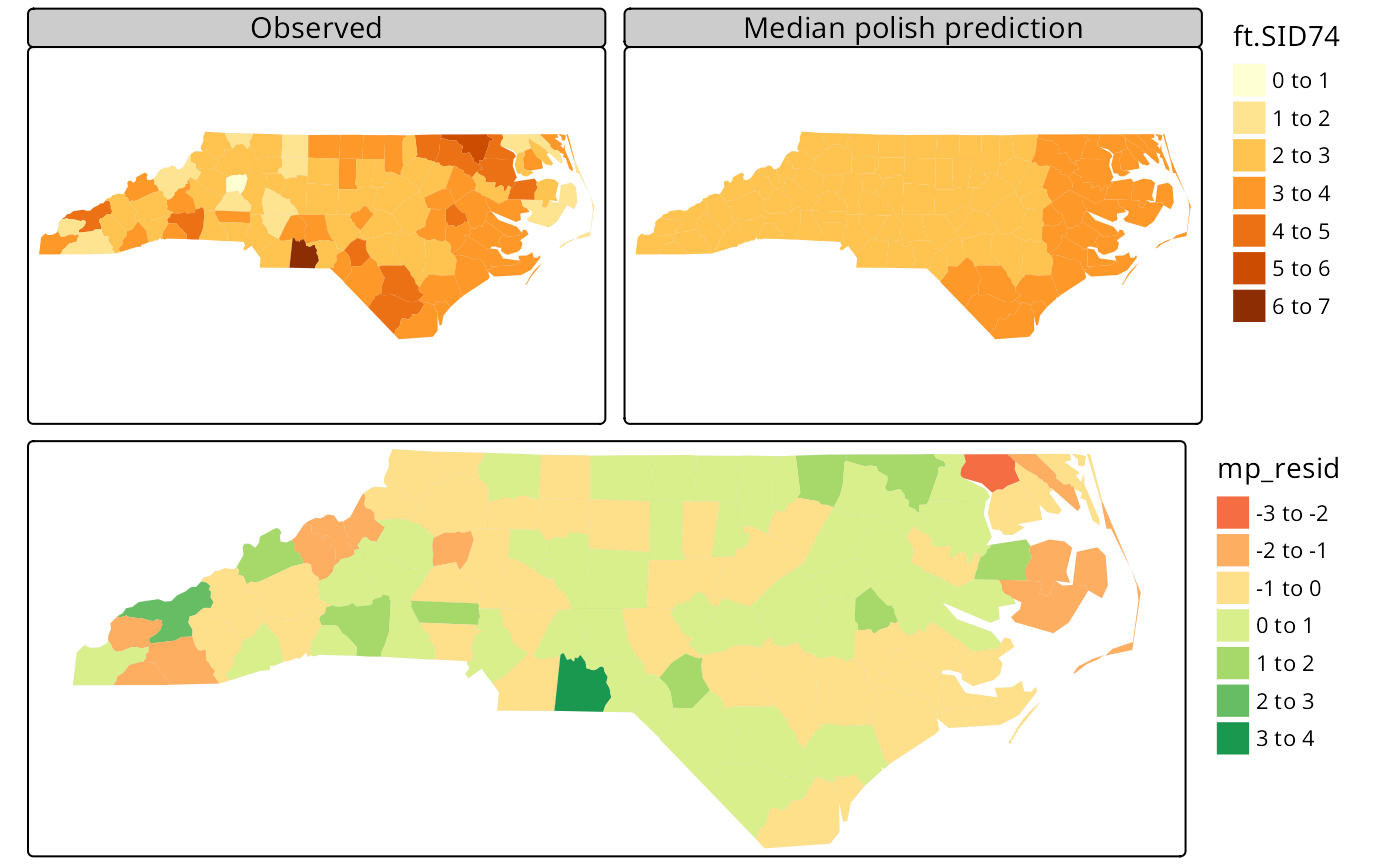 Observed
Median polish prediction
ft.SID74
0 to 1
1 to 2
2 to 3
3 to 4
4 to 5
5 to 6
6 to 7
mp_resid
-3 to -2
-2 to -1
-1 to 0
0 to 1
1 to 2
2 to 3
3 to 4